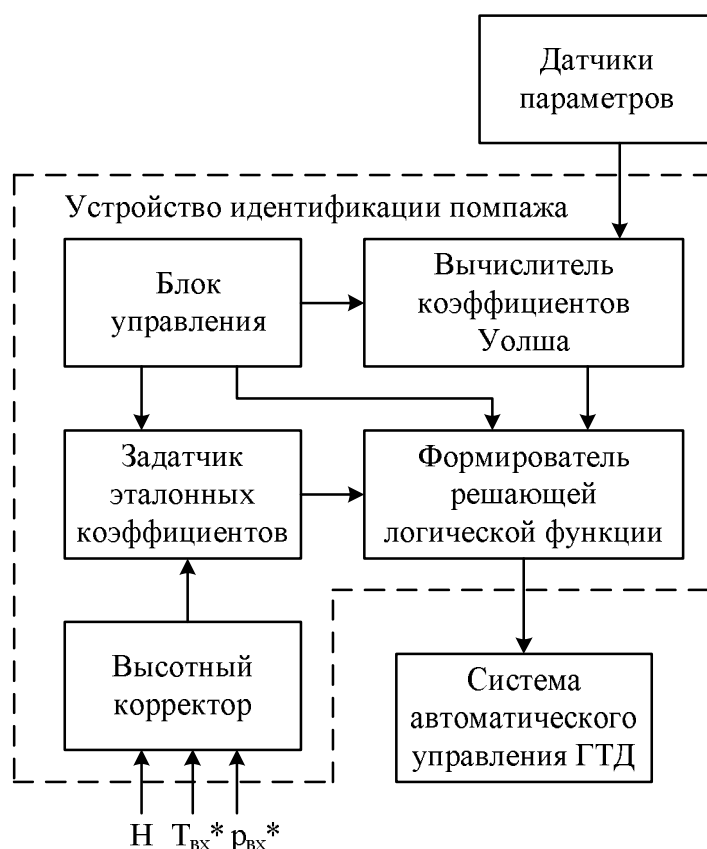 Датчики
параметров
Устройство идентификации помпажа
Блок
управления
Вычислитель
коэффициентов
Уолша
Задатчик
эталонных
коэффициентов
Формирователь
решающей
логической функции
Высотный
корректор
Система
автоматического
управления ГТД
H Tвх* pвх*